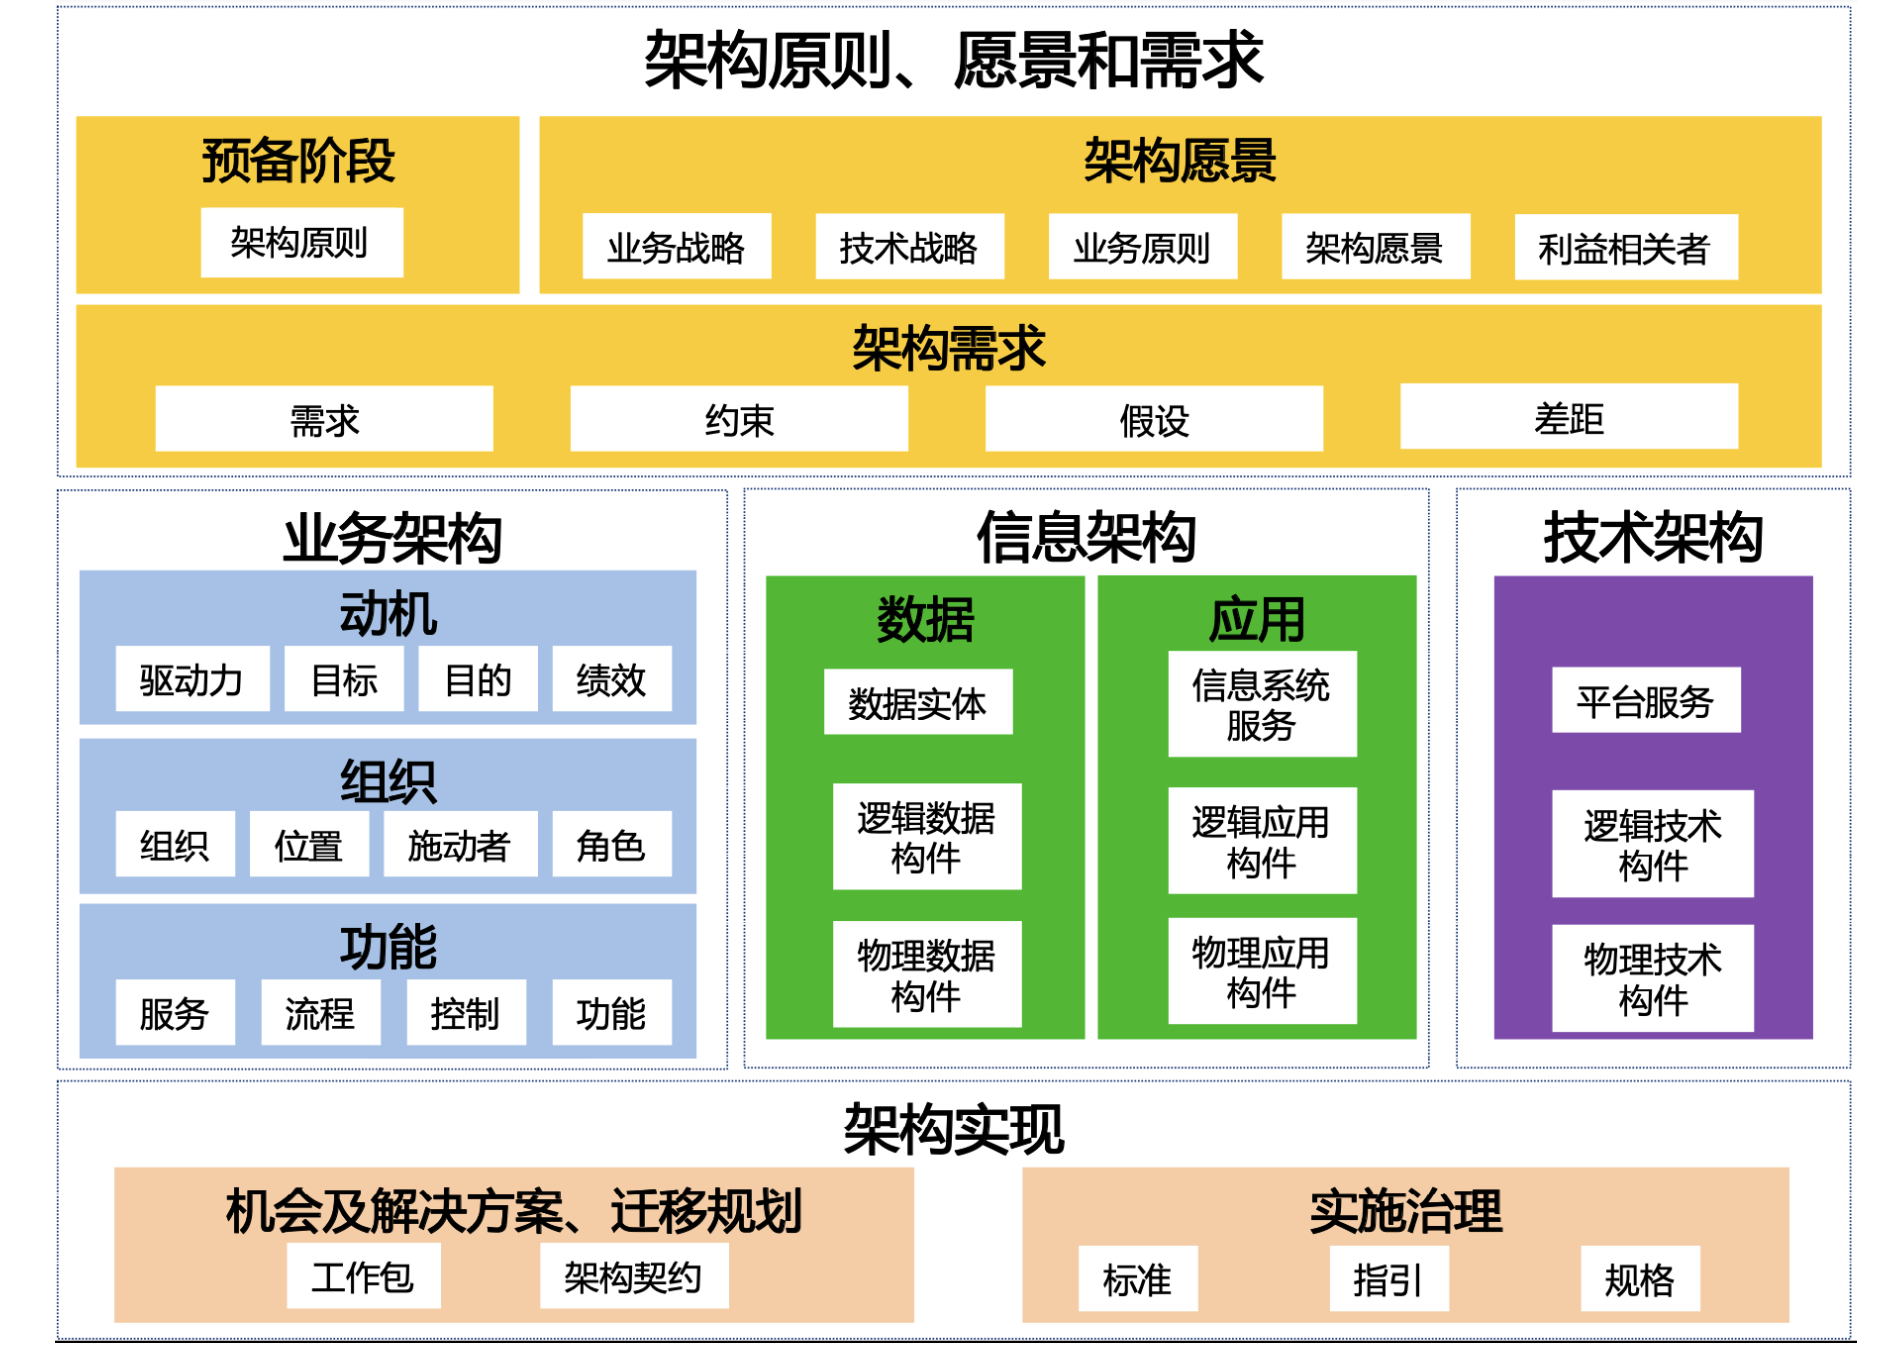 架构原则、愿景和需求
预备阶段
架构原则
架构愿景
业务战略
技术战略
业务原则
架构愿景
利益相关者
架构需求
需求
约束
假设
差距
业务架构
动机
驱动力
目标
目的
绩效
组织
组织
位置
施动者
角色
功能
服务
流程
控制
功能
信息架构
数据
数据实体
逻辑数据
构件
物理数据
构件
应用
信息系统
服务
逻辑应用
构件
物理应用
构件
技术架构
平台服务
逻辑技术
构件
物理技术
构件
架构实现
机会及解决方案、迁移规划
工作包
架构契约
实施治理
标准
指引
规格